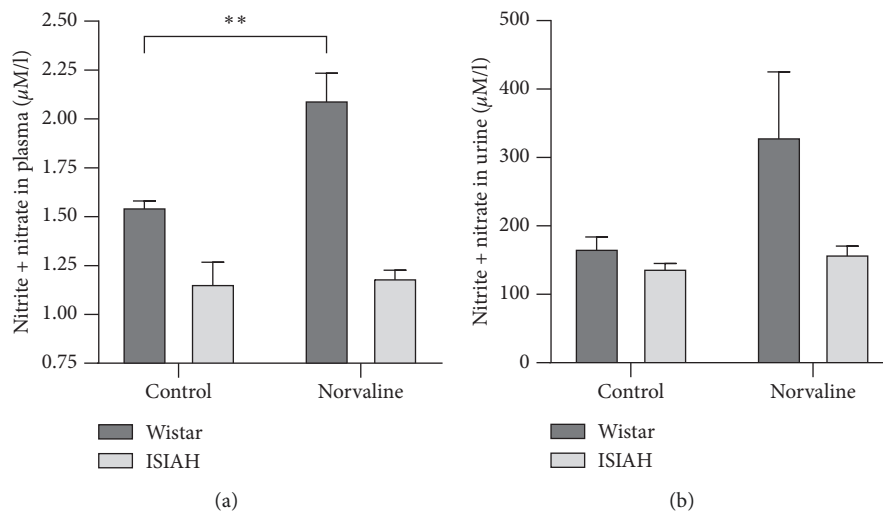 Nitrite + nitrate in plasma (μM/l)
2.50
2.25
2.00
1.75
1.50
1.25
1.00
0.75
**
Control
Norvaline
Wistar
ISIAH
(a)
Nitrite + nitrate in urine (μM/l)
500
400
300
200
100
0
Control
Norvaline
Wistar
ISIAH
(b)